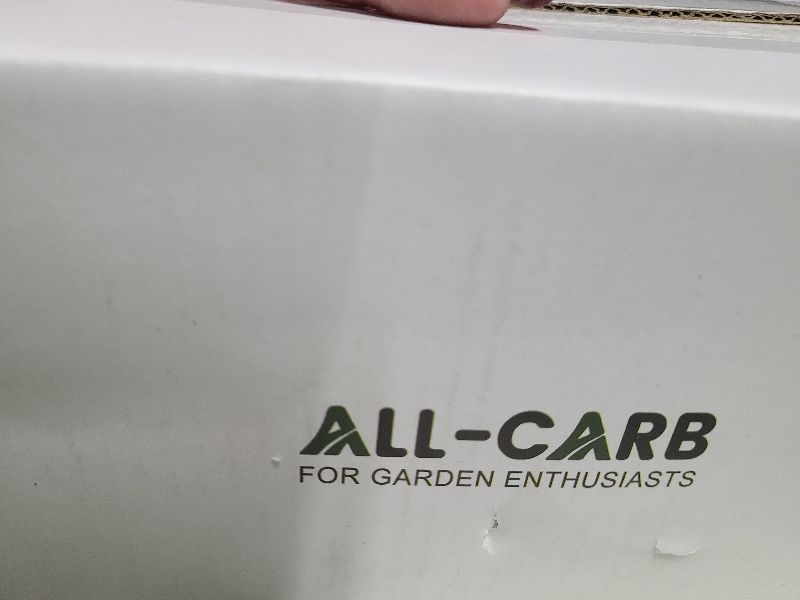 ALL-CARB
FOR GARDEN ENTHUSIASTS